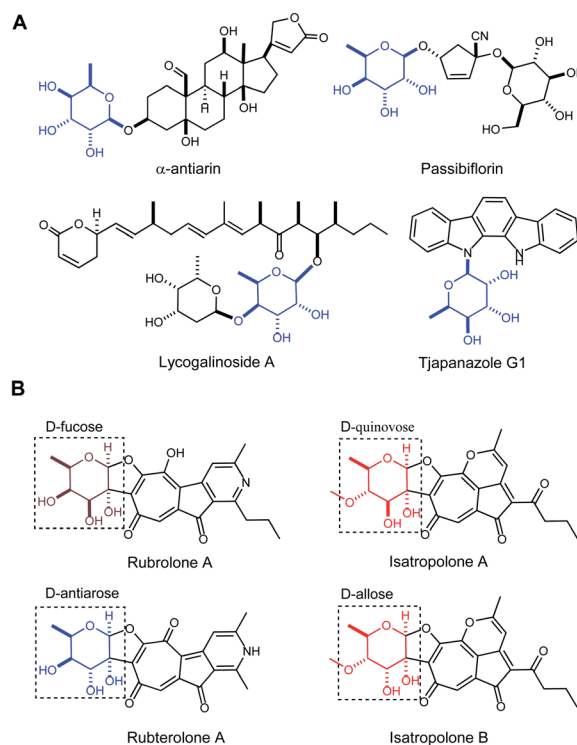 A
O
O
OH
O
H
HO
O
H
HO
O
H
OH
OH
OH
α-antiarin
O
O
CN
OH
HO
HO
O
OH
O
OH
OH
OH
HO
Passibiflorin
O
O
H
O
O
O
HO
HO
O
O
O
OH
OH
Lycogalinoside A
N
NH
O
OH
OH
OH
Tjapanazole G1
B
D-fucose
H
O
O
OH
HO
HO
OH
N
O
O
Rubrolone A
D-quinovose
H
O
O
O
O
OH
OH
O
O
O
Isatropolone A
D-antiarose
H
O
O
O
HO
OH
OH
NH
O
O
Rubterolone A
D-allose
H
O
O
O
O
OH
OH
O
O
O
Isatropolone B